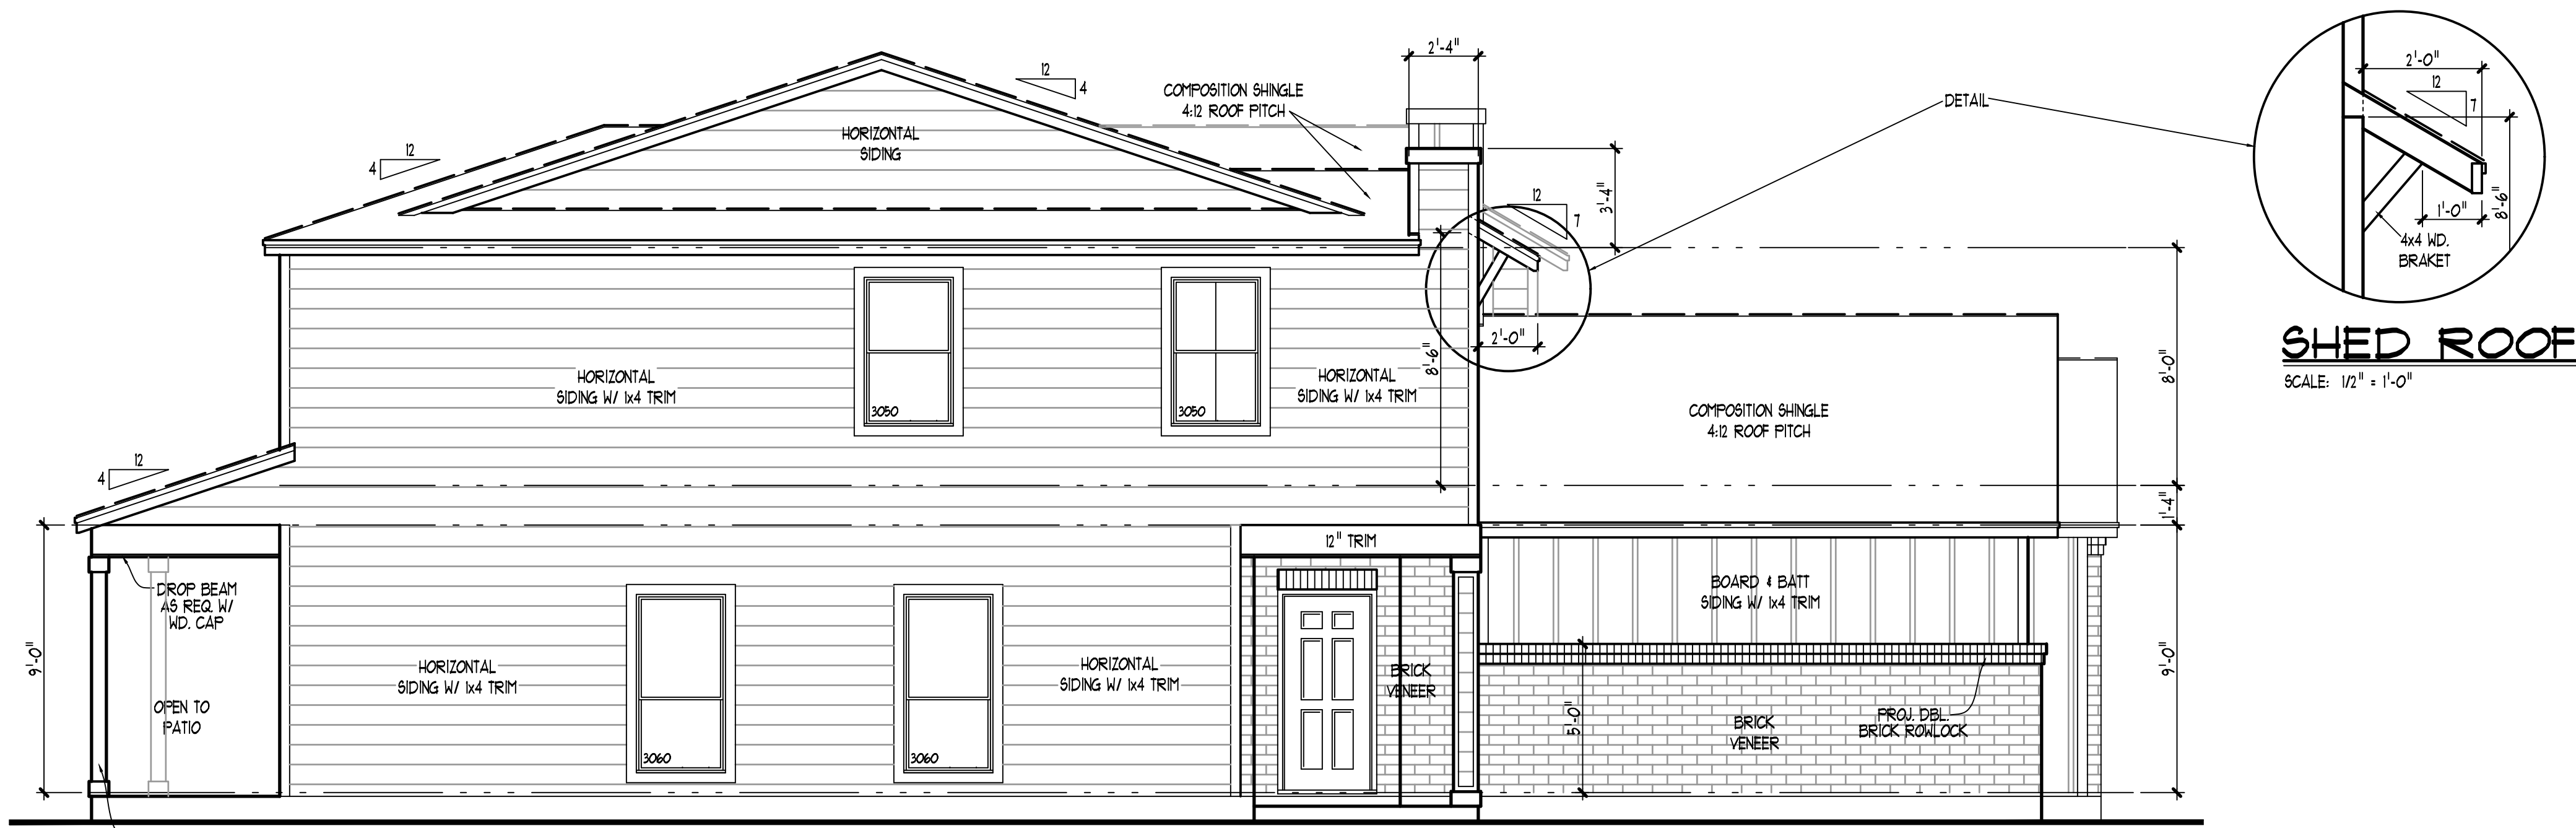 2'-4"
12
4
COMPOSITION SHINGLE
4:12 ROOF PITCH
HORIZONTAL
SIDING
12
4
DETAIL
2'-0"
12
7
1'-0"
8'-6"
4x4 WD.
BRAKET
3'-4"
12
7
2'-0"
8'-6"
SHED ROOF
SCALE: 1/2" = 1'-0"
HORIZONTAL
SIDING W/ 1x4 TRIM
3050
3050
HORIZONTAL
SIDING W/ 1x4 TRIM
COMPOSITION SHINGLE
4:12 ROOF PITCH
8'-0"
12
4
1'-4"
12" TRIM
DROP BEAM
AS REQ. W/
WD. CAP
BOARD & BATT
SIDING W/ 1x4 TRIM
9'-0"
OPEN TO
PATIO
HORIZONTAL
SIDING W/ 1x4 TRIM
3060
3060
HORIZONTAL
SIDING W/ 1x4 TRIM
BRICK
VENEER
5'-0"
BRICK
VENEER
PROJ. DBL.
BRICK ROWLOCK
9'-0"